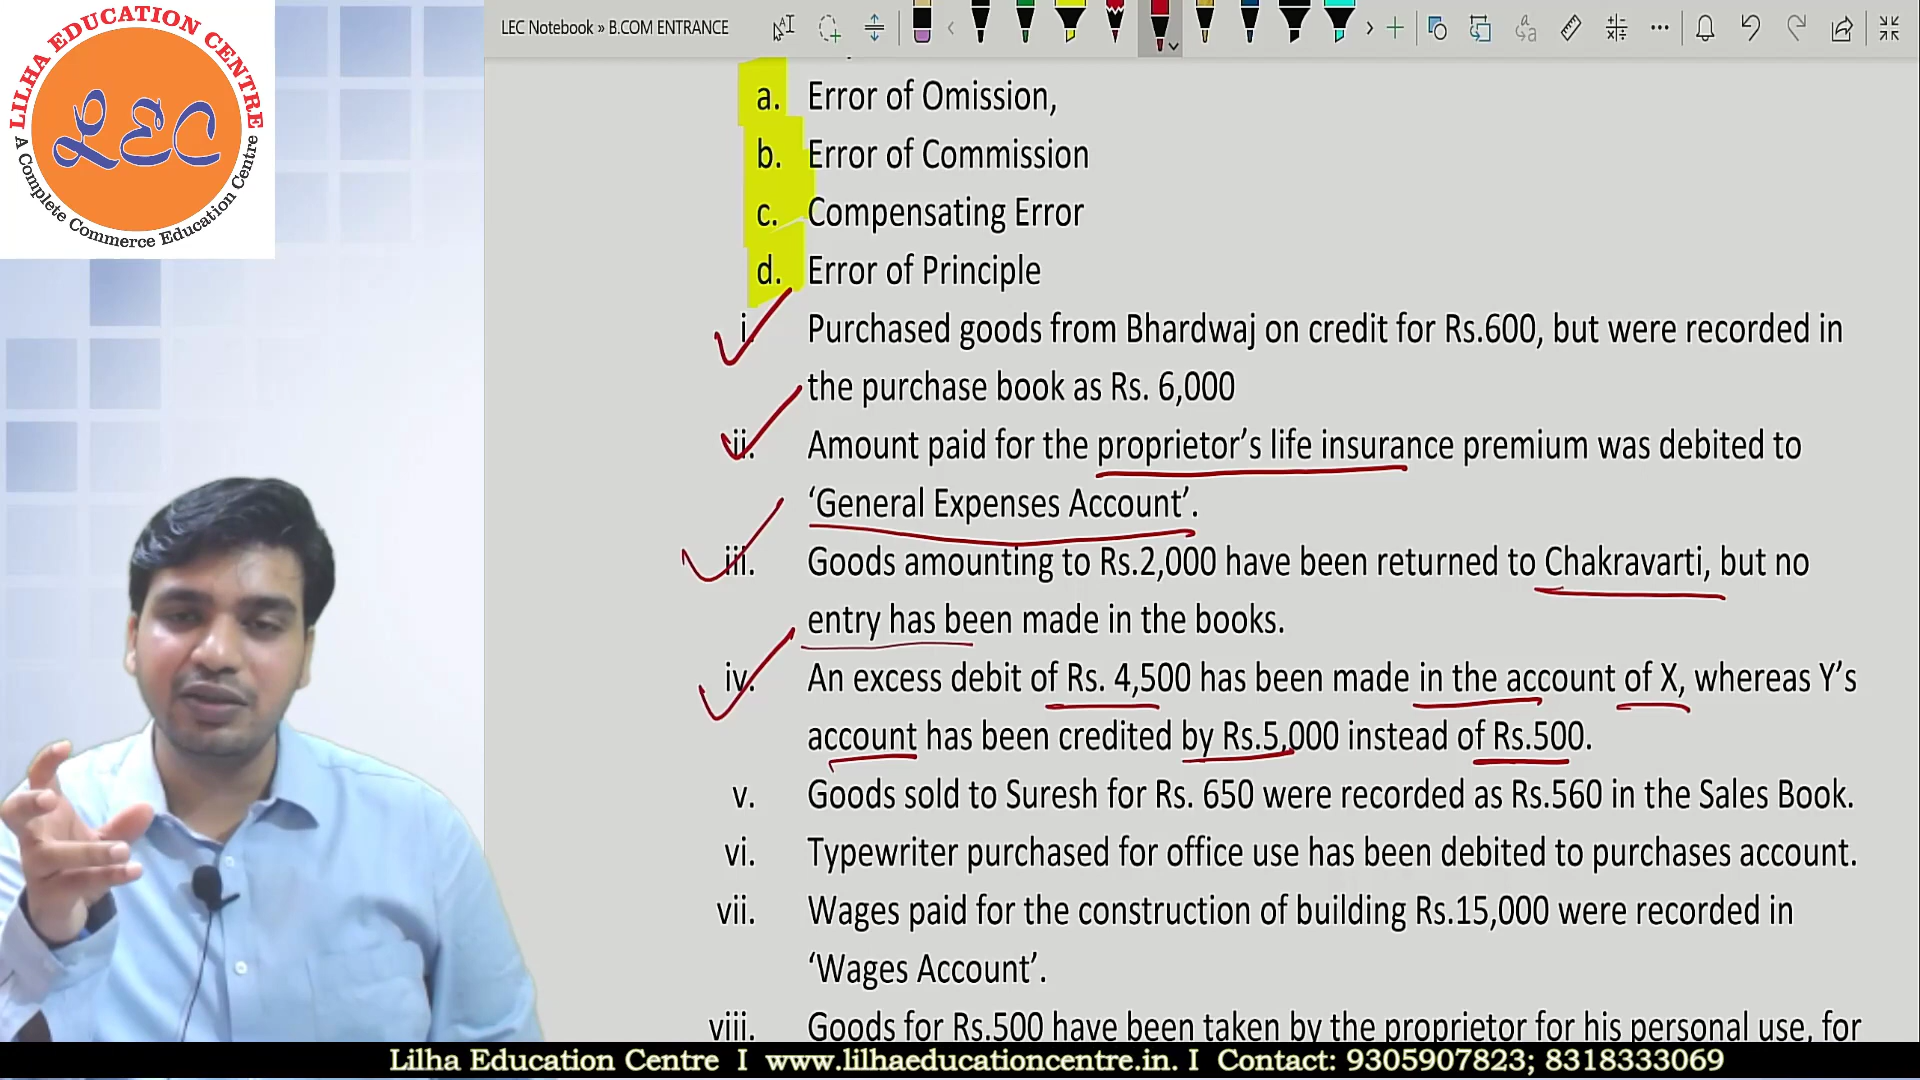 LILHA EDUCATION CENTRE
LEC
A Complete Commerce Education Centre
LEC Notebook » B.COM ENTRANCE
a. Error of Omission,
b. Error of Commission
c. Compensating Error
d. Error of Principle
i. Purchased goods from Bhardwaj on credit for Rs.600, but were recorded in
the purchase book as Rs. 6,000
ii. Amount paid for the proprietor’s life insurance premium was debited to
‘General Expenses Account’.
iii. Goods amounting to Rs.2,000 have been returned to Chakravarti, but no
entry has been made in the books.
iv. An excess debit of Rs. 4,500 has been made in the account of X, whereas Y’s
account has been credited by Rs.5,000 instead of Rs.500.
v. Goods sold to Suresh for Rs. 650 were recorded as Rs.560 in the Sales Book.
vi. Typewriter purchased for office use has been debited to purchases account.
vii. Wages paid for the construction of building Rs.15,000 were recorded in
‘Wages Account’.
viii. Goods for Rs.500 have been taken by the proprietor for his personal use, for
Lilha Education Centre I www.lilhaeducationcentre.in. I Contact: 9305907823; 8318333069